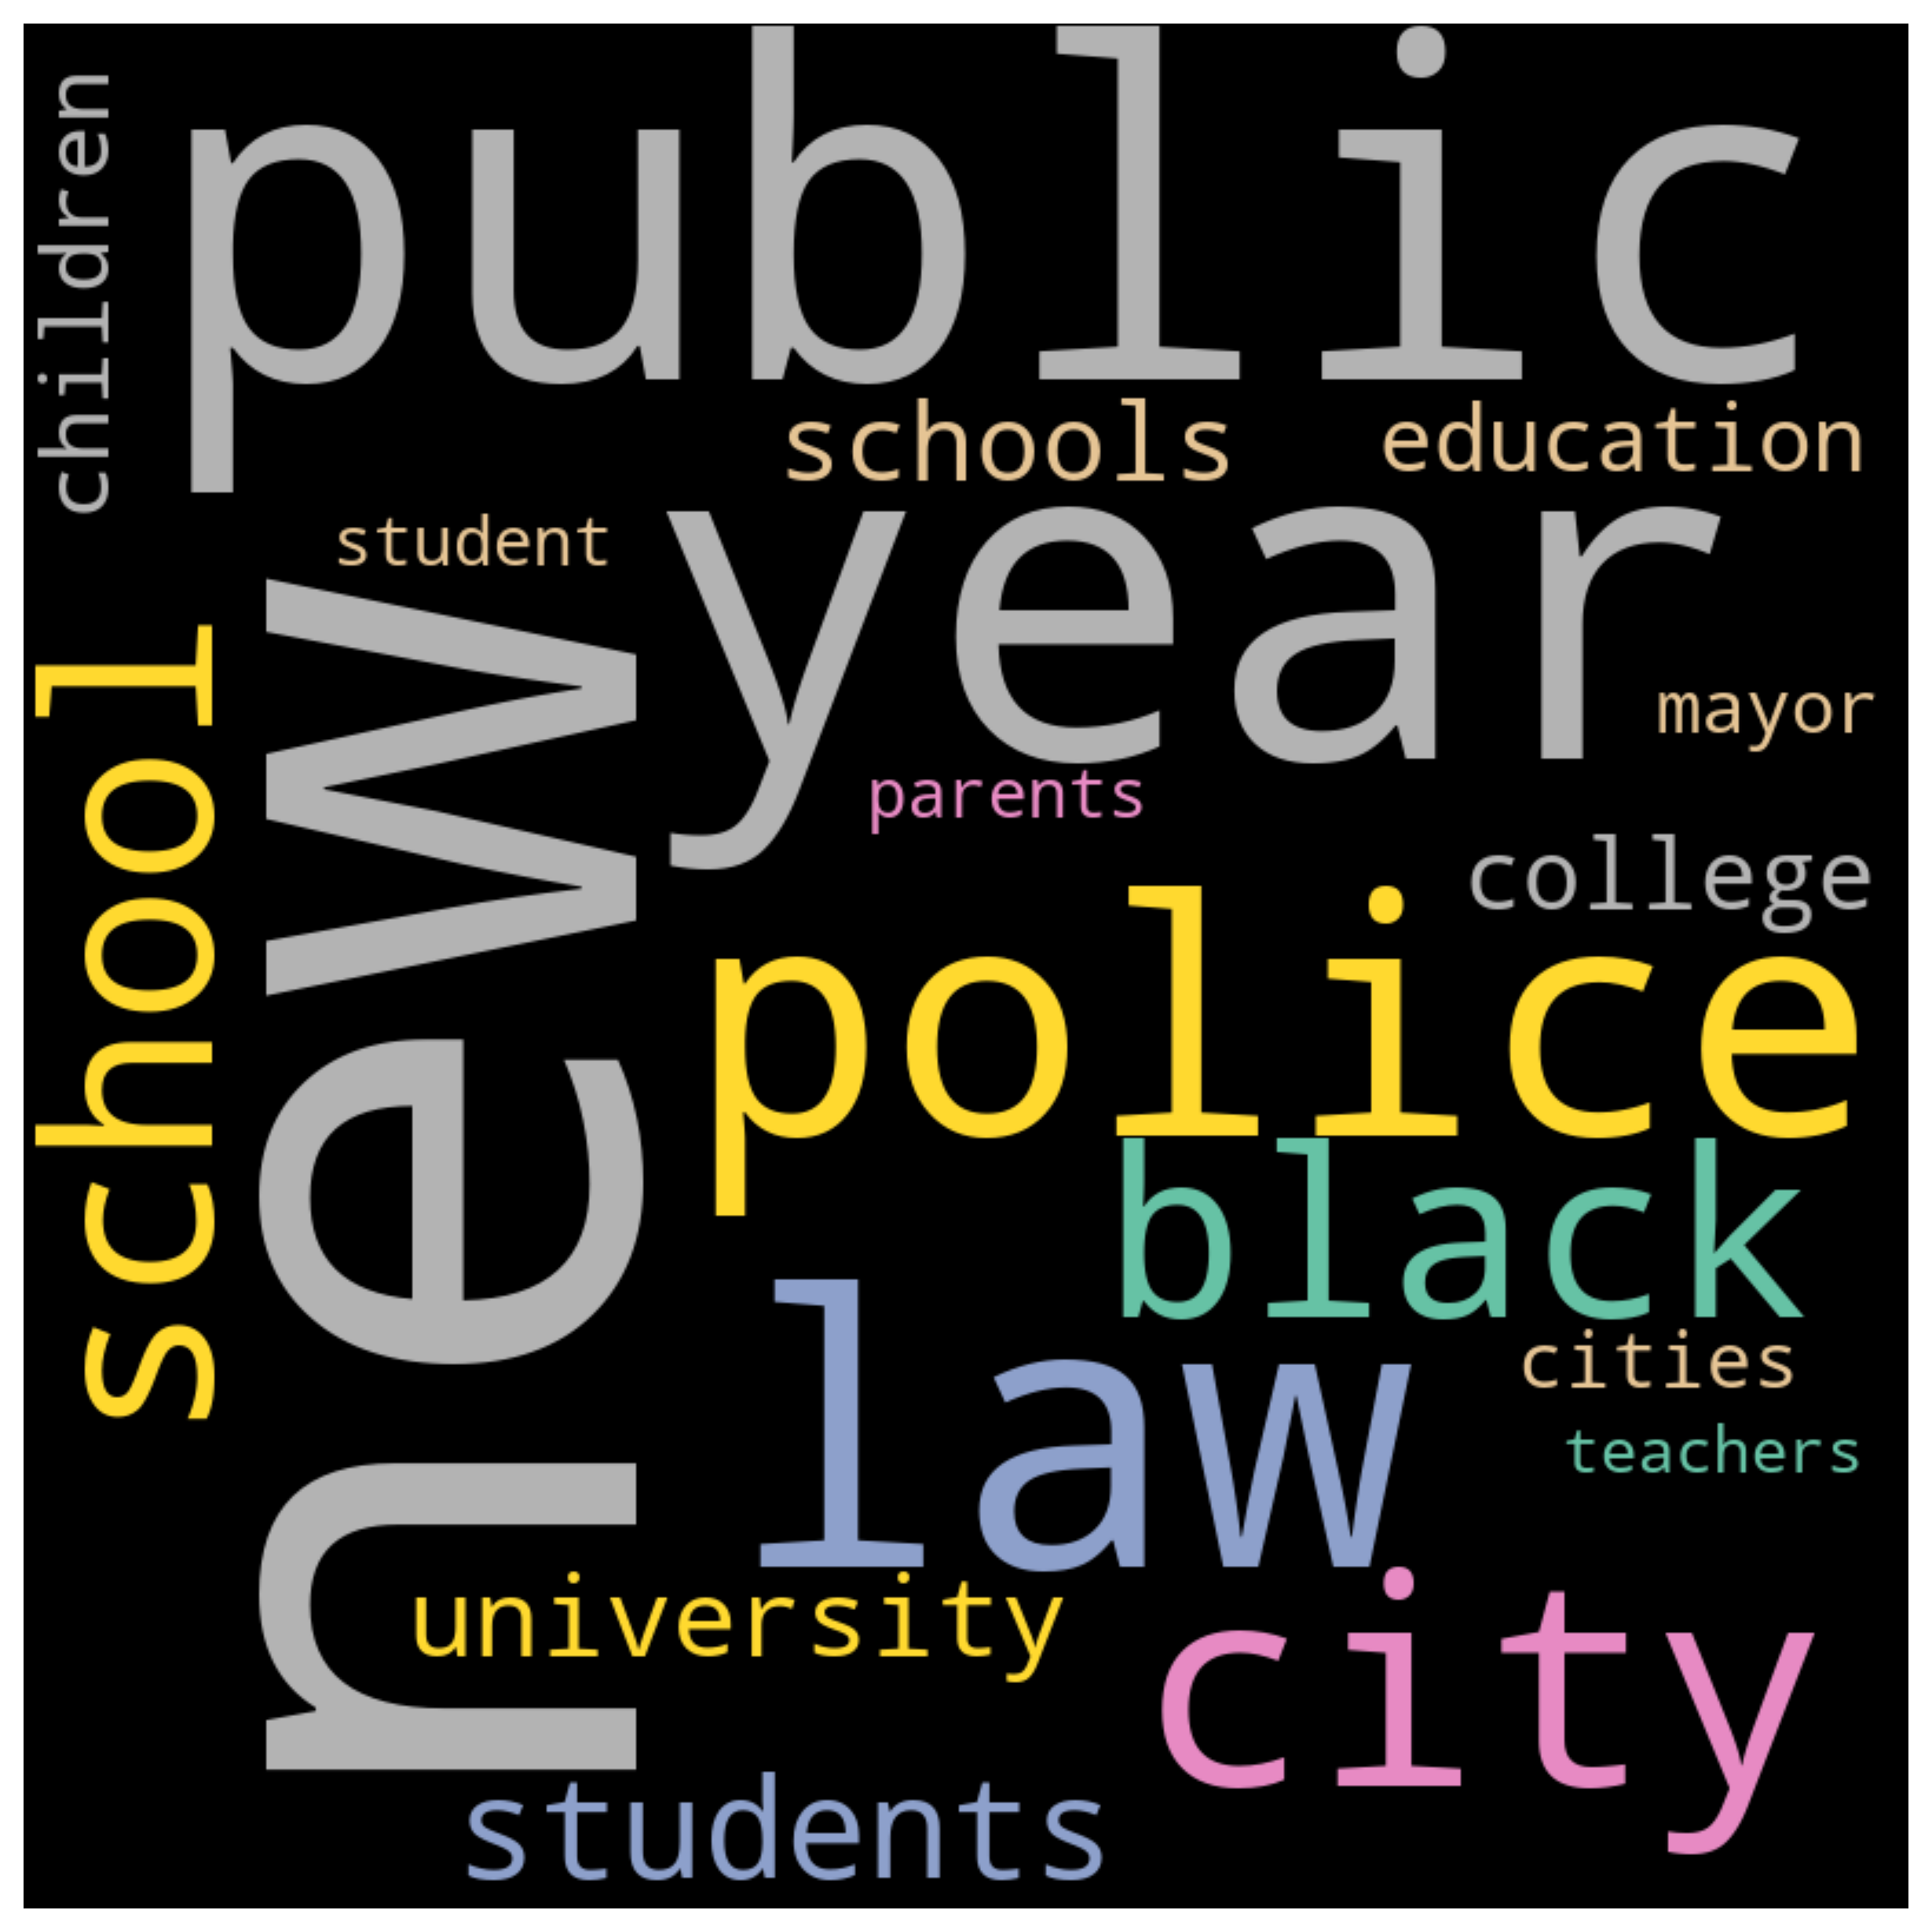 children
public
schools
education
student
year
school
new
mayor
parents
college
police
black
law
cities
teachers
university
city
students